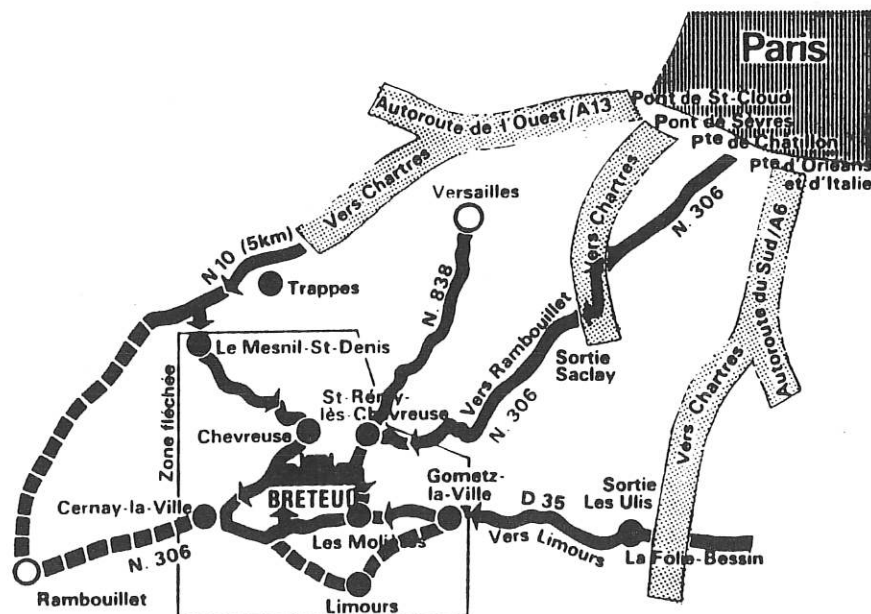 Paris
Autoroute de l'Ouest/A13
Pont de St-Cloud
Pont de Sèvres
Pte de Chatillon
Pte d'Orléans
et d'Italie
Vers Chartres
Versailles
Vers Chartres
N. 306
N 10 (5km)
Trappes
N. 838
Autoroute du Sud/A6
Le Mesnil-St-Denis
Vers Rambouillet
Sortie
Saclay
St-Rémy-
lès-Chevreuse
N. 306
Vers Chartres
Zone fléchée
Chevreuse
Gometz-
la-Ville
Sortie
Les Ulis
Cernay-la-Ville
BRETEUIL
D 35
Les Molières
Vers Limours
La Folie-Bessin
N. 306
Rambouillet
Limours